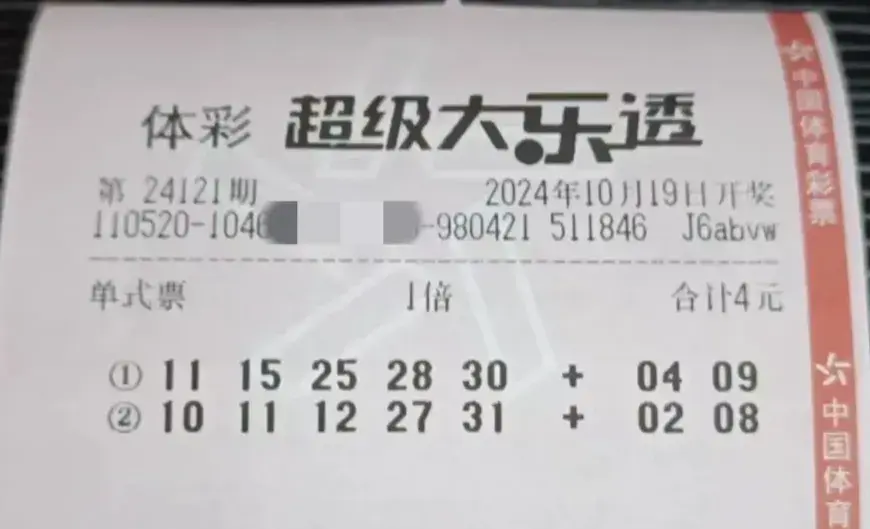 体彩 超级大乐透
第 24121期 2024年10月19日开奖
110520-104 -980421 511846 J6abvw
单式票 1倍 合计4元
① 11 15 25 28 30 + 04 09
② 10 11 12 27 31 + 02 08
中国体育彩票
中国体育